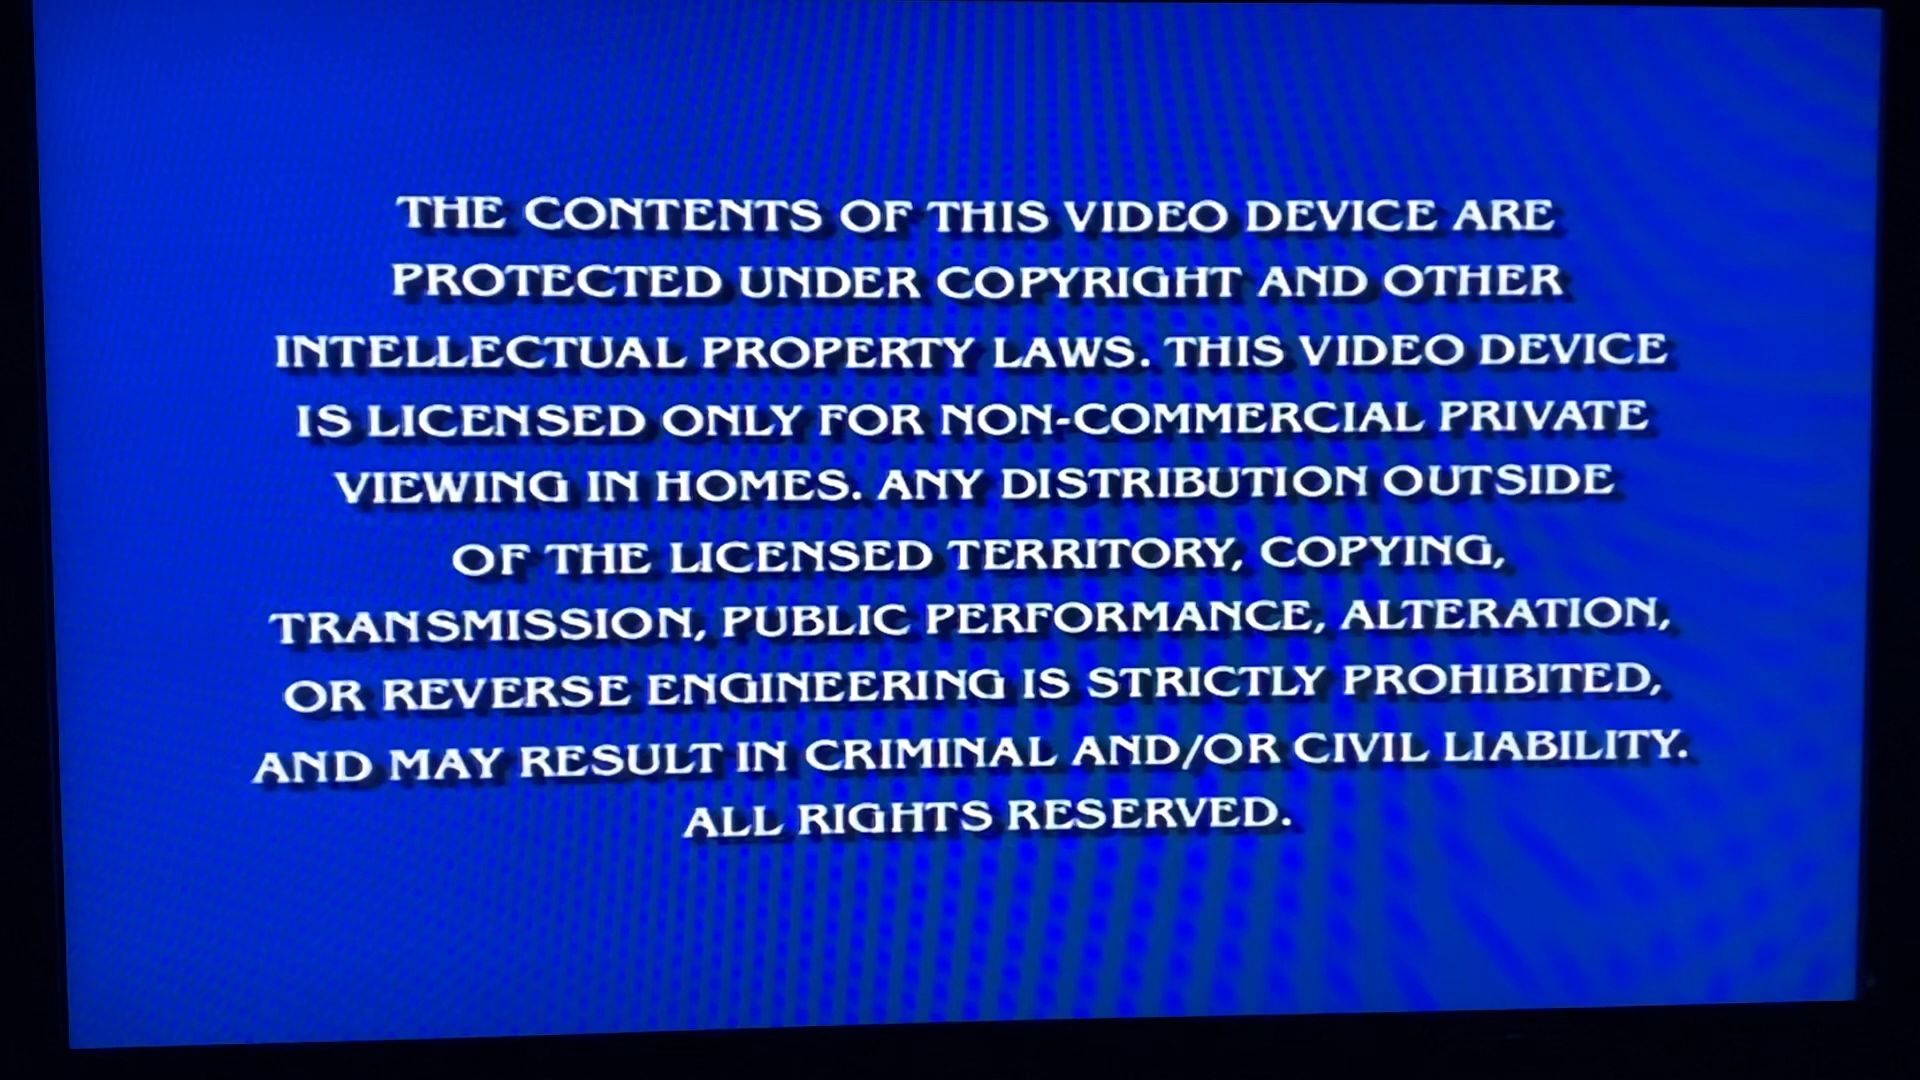 THE CONTENTS OF THIS VIDEO DEVICE ARE
PROTECTED UNDER COPYRIGHT AND OTHER
INTELLECTUAL PROPERTY LAWS. THIS VIDEO DEVICE
IS LICENSED ONLY FOR NON-COMMERCIAL PRIVATE
VIEWING IN HOMES. ANY DISTRIBUTION OUTSIDE
OF THE LICENSED TERRITORY, COPYING,
TRANSMISSION, PUBLIC PERFORMANCE, ALTERATION,
OR REVERSE ENGINEERING IS STRICTLY PROHIBITED,
AND MAY RESULT IN CRIMINAL AND/OR CIVIL LIABILITY.
ALL RIGHTS RESERVED.